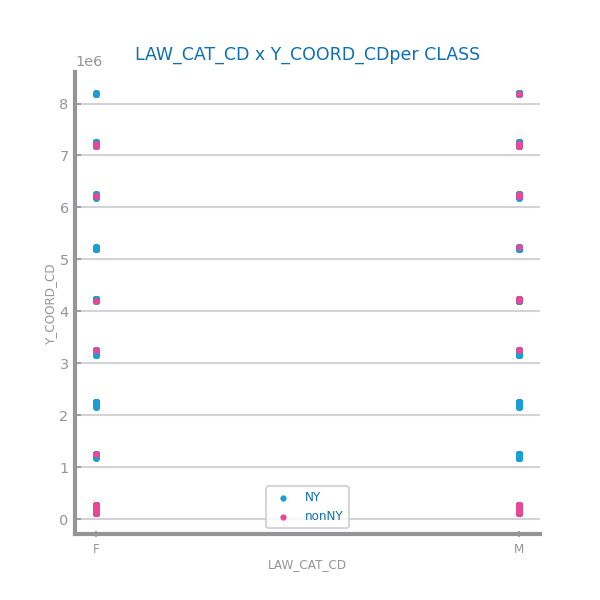 LAW_CAT_CD x Y_COORD_CDper CLASS
1e6
8
7
6
5
4
3
2
1
0
Y_COORD_CD
NY
nonNY
F
M
LAW_CAT_CD